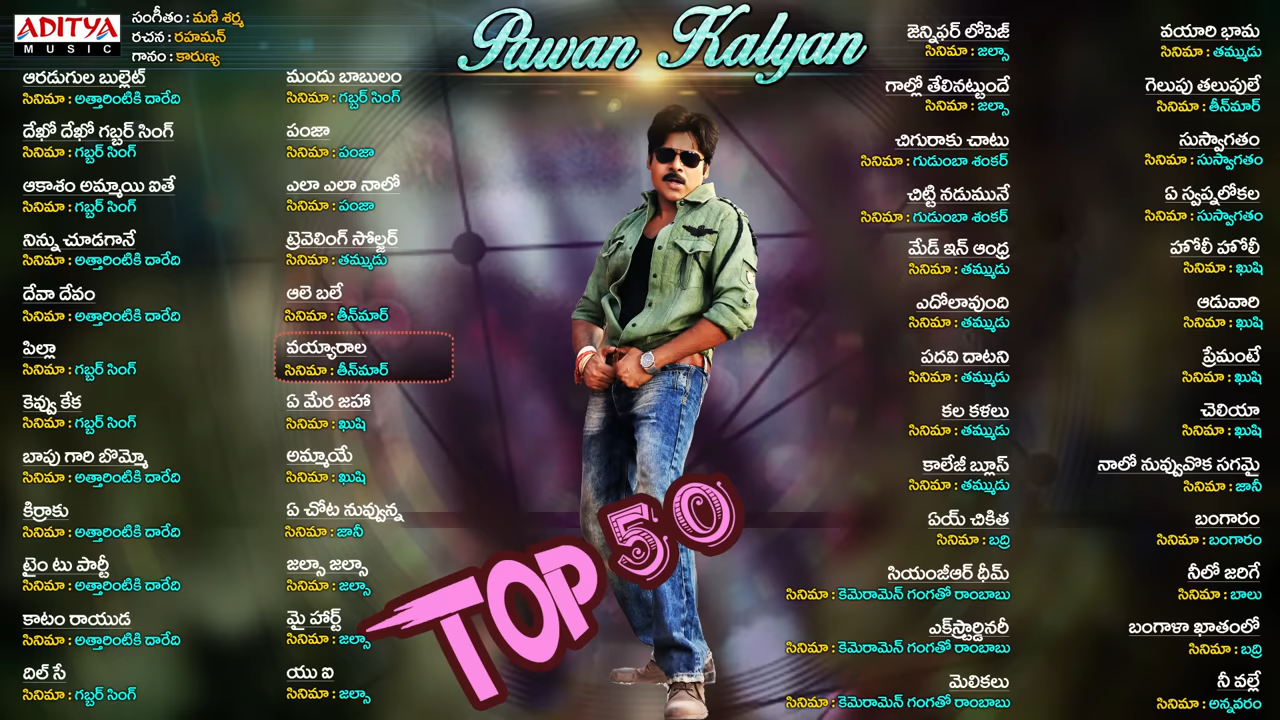 ADITYA
MUSIC
సంగీతం : మణి శర్మ
రచన : రహమన్
గానం : కారుణ్య
Pawan Kalyan
ఆరడుగుల బుల్లెట్
సినిమా : అత్తారింటికి దారేది
దేఖో దేఖో గబ్బర్ సింగ్
సినిమా : గబ్బర్ సింగ్
ఆకాశం అమ్మాయి ఐతే
సినిమా : గబ్బర్ సింగ్
నిన్ను చూడగానే
సినిమా : అత్తారింటికి దారేది
దేవా దేవం
సినిమా : అత్తారింటికి దారేది
పిల్లా
సినిమా : గబ్బర్ సింగ్
కెవ్వు కేక
సినిమా : గబ్బర్ సింగ్
బాపు గారి బొమ్మో
సినిమా : అత్తారింటికి దారేది
కిర్రాకు
సినిమా : అత్తారింటికి దారేది
టైం టు పార్టీ
సినిమా : అత్తారింటికి దారేది
కాటం రాయుడ
సినిమా : అత్తారింటికి దారేది
దిల్ సే
సినిమా : గబ్బర్ సింగ్
మందు బాబులం
సినిమా : గబ్బర్ సింగ్
పంజా
సినిమా : పంజా
ఎలా ఎలా నాలో
సినిమా : పంజా
ట్రెవెలింగ్ సోల్జర్
సినిమా : తమ్ముడు
ఆలె బలే
సినిమా : తీన్‌మార్
వయ్యారాల
సినిమా : తీన్‌మార్
ఏ మేర జహా
సినిమా : ఖుషి
అమ్మాయే
సినిమా : ఖుషి
ఏ చోట నువ్వున్న
సినిమా : జానీ
జల్సా జల్సా
సినిమా : జల్సా
మై హార్ట్
సినిమా : జల్సా
యు ఐ
సినిమా : జల్సా
TOP 50
జెన్నిఫర్ లోపెజ్
సినిమా : జల్సా
గాల్లో తేలినట్టుందే
సినిమా : జల్సా
చిగురాకు చాటు
సినిమా : గుడుంబా శంకర్
చిట్టి నడుమునే
సినిమా : గుడుంబా శంకర్
మేడ్ ఇన్ ఆంధ్ర
సినిమా : తమ్ముడు
ఎదోలావుంది
సినిమా : తమ్ముడు
పదవి దాటని
సినిమా : తమ్ముడు
కల కళలు
సినిమా : తమ్ముడు
కాలేజీ బ్లూస్
సినిమా : తమ్ముడు
ఏయ్ చికిత
సినిమా : బద్రి
సియంజీఆర్ థీమ్
సినిమా : కెమెరామెన్ గంగతో రాంబాబు
ఎక్‌స్ట్రార్డినరీ
సినిమా : కెమెరామెన్ గంగతో రాంబాబు
మెలికలు
సినిమా : కెమెరామెన్ గంగతో రాంబాబు
వయారి భామ
సినిమా : తమ్ముడు
గెలుపు తలుపులే
సినిమా : తీన్‌మార్
సుస్వాగతం
సినిమా : సుస్వాగతం
ఏ స్వప్నలోకల
సినిమా : సుస్వాగతం
హోలీ హోలీ
సినిమా : ఖుషి
ఆడువారి
సినిమా : ఖుషి
ప్రేమంటే
సినిమా : ఖుషి
చెలియా
సినిమా : ఖుషి
నాలో నువ్వువొక సగమై
సినిమా : జానీ
బంగారం
సినిమా : బంగారం
నీలో జరిగే
సినిమా : బాలు
బంగాళా ఖాతంలో
సినిమా : బద్రి
నీ వల్లే
సినిమా : అన్నవరం